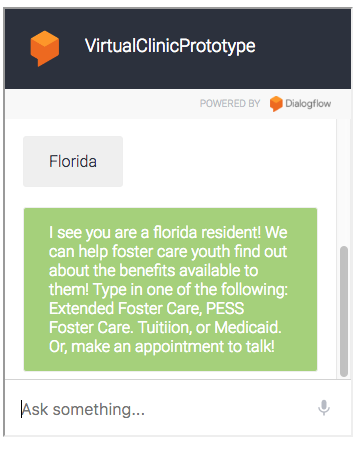 VirtualClinicPrototype
POWERED BY Dialogflow
Florida
I see you are a florida resident! We
can help foster care youth find out
about the benefits available to
them! Type in one of the following:
Extended Foster Care, PESS
Foster Care. Tuitiion, or Medicaid.
Or, make an appointment to talk!
Ask something...